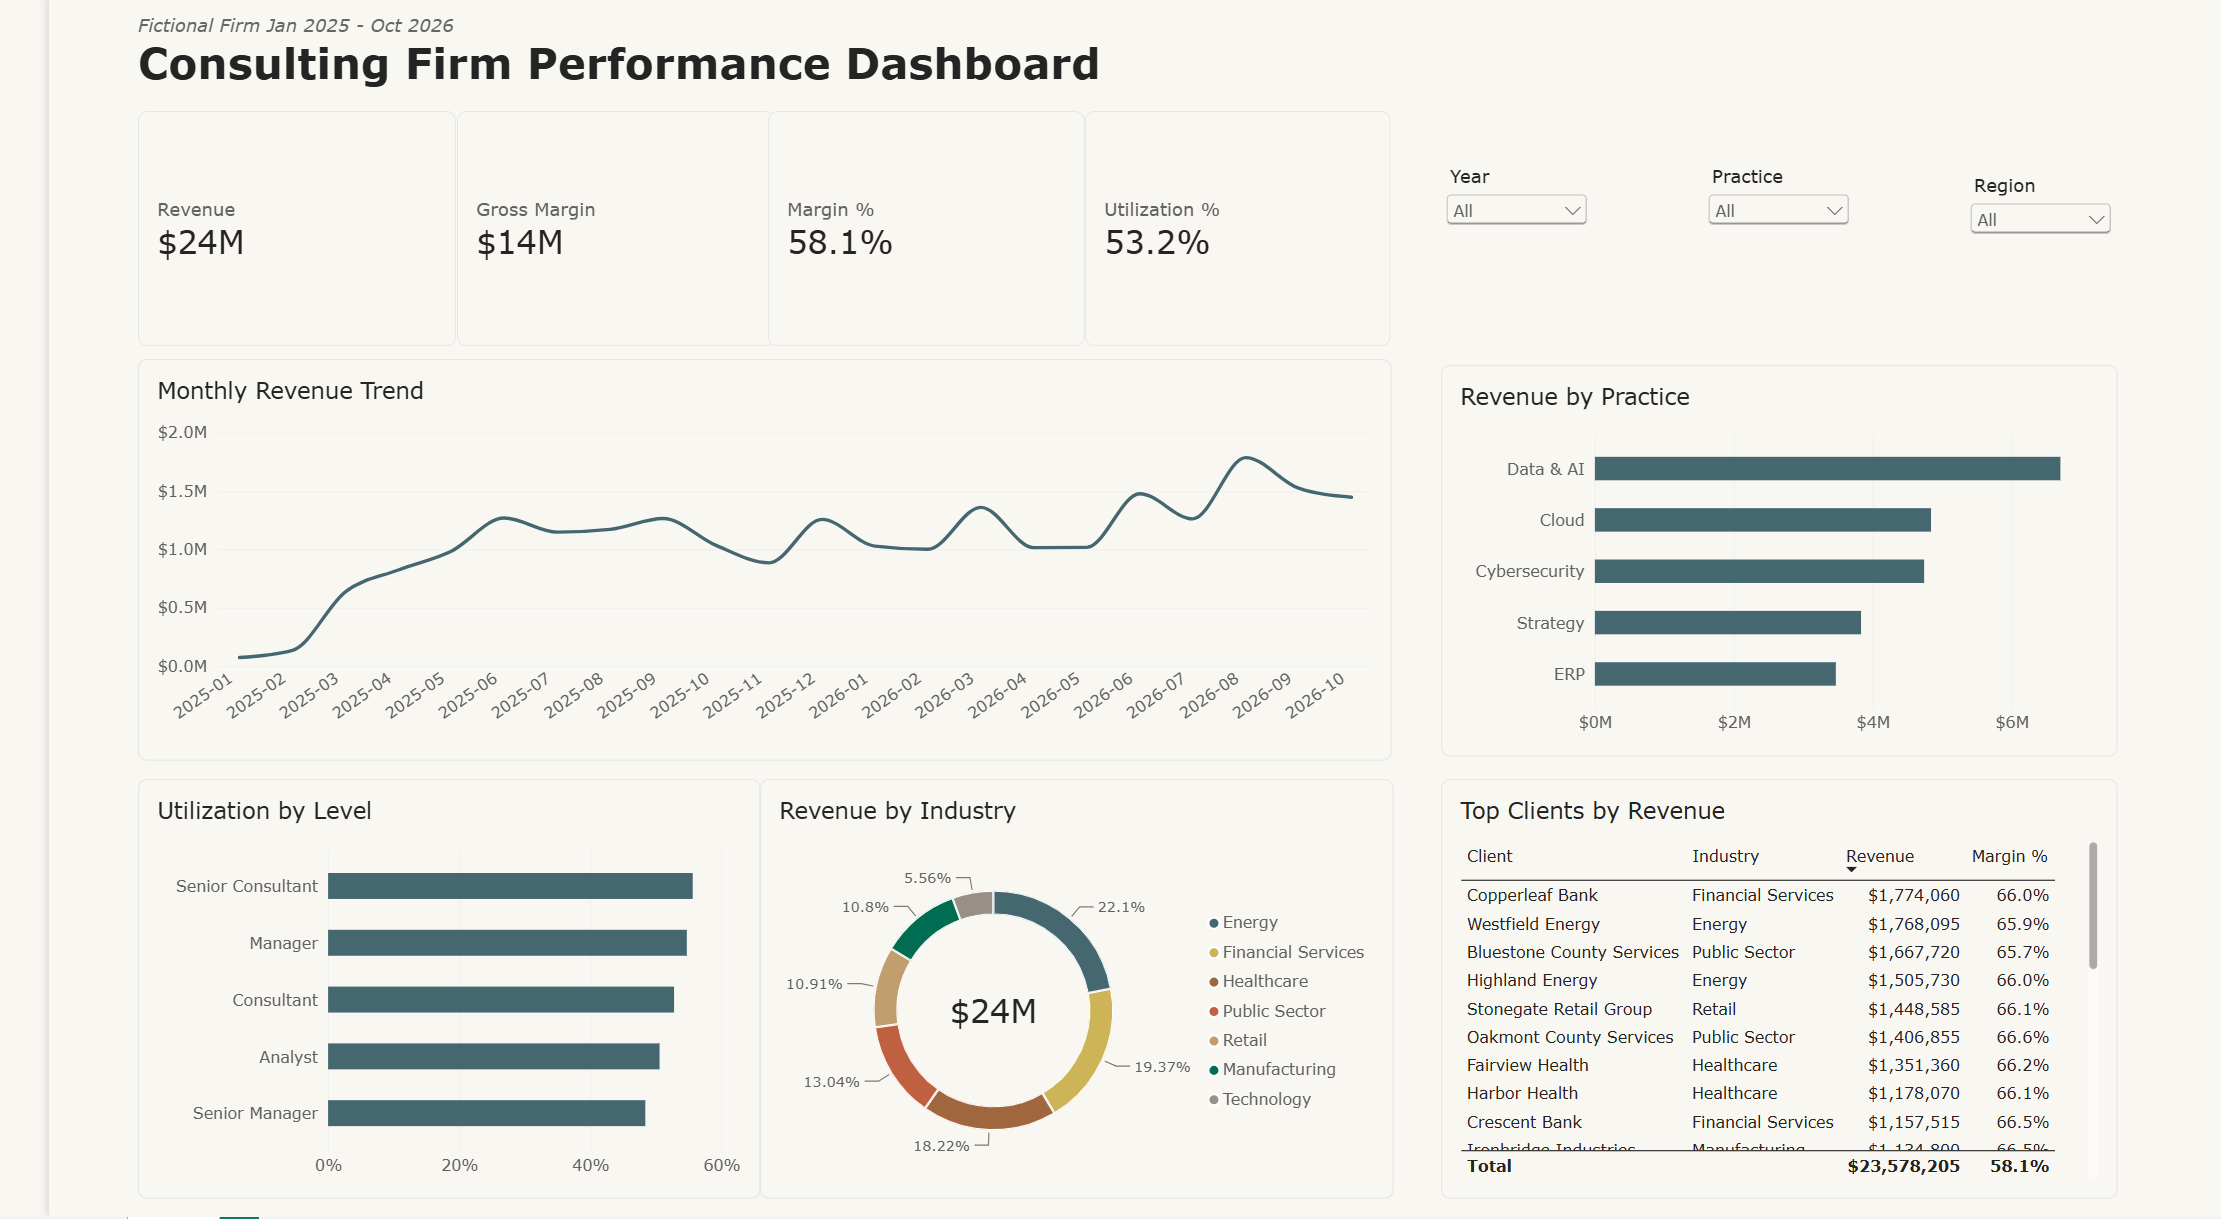 Fictional Firm Jan 2025 - Oct 2026
Consulting Firm Performance Dashboard
Revenue
$24M
Gross Margin
$14M
Margin %
58.1%
Utilization %
53.2%
Year
All
Practice
All
Region
All
Monthly Revenue Trend
$2.0M
$1.5M
$1.0M
$0.5M
$0.0M
2025-01
2025-02
2025-03
2025-04
2025-05
2025-06
2025-07
2025-08
2025-09
2025-10
2025-11
2025-12
2026-01
2026-02
2026-03
2026-04
2026-05
2026-06
2026-07
2026-08
2026-09
2026-10
Revenue by Practice
Data & AI
Cloud
Cybersecurity
Strategy
ERP
$0M $2M $4M $6M
Utilization by Level
Senior Consultant
Manager
Consultant
Analyst
Senior Manager
0% 20% 40% 60%
Revenue by Industry
5.56%
22.1%
10.8%
10.91%
19.37%
13.04%
18.22%
$24M
Energy
Financial Services
Healthcare
Public Sector
Retail
Manufacturing
Technology
Top Clients by Revenue
Client Industry Revenue Margin %
Copperleaf Bank Financial Services $1,774,060 66.0%
Westfield Energy Energy $1,768,095 65.9%
Bluestone County Services Public Sector $1,667,720 65.7%
Highland Energy Energy $1,505,730 66.0%
Stonegate Retail Group Retail $1,448,585 66.1%
Oakmont County Services Public Sector $1,406,855 66.6%
Fairview Health Healthcare $1,351,360 66.2%
Harbor Health Healthcare $1,178,070 66.1%
Crescent Bank Financial Services $1,157,515 66.5%
Ironbridge Industries Manufacturing $1,134,800 66.5%
Total $23,578,205 58.1%